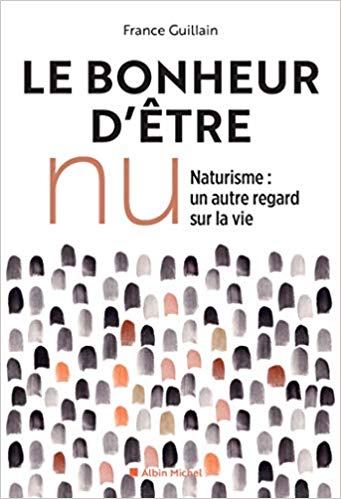 France Guillain
LE BONHEUR
D'ÊTRE
nu
Naturisme :
un autre regard
sur la vie
Albin Michel